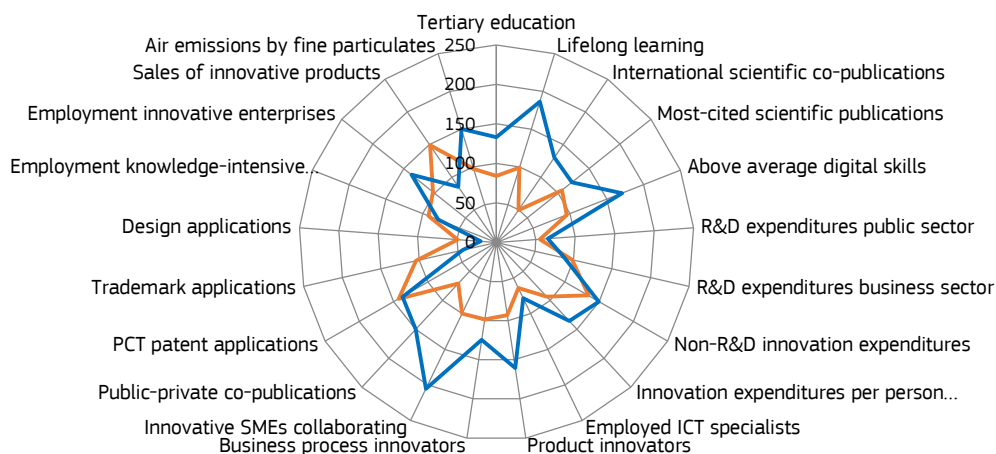 Tertiary education
Air emissions by fine particulates
250
Lifelong learning
Sales of innovative products
200
International scientific co-publications
Employment innovative enterprises
150
Most-cited scientific publications
Employment knowledge-intensive...
100
Above average digital skills
50
Design applications
0
R&D expenditures public sector
Trademark applications
R&D expenditures business sector
PCT patent applications
Non-R&D innovation expenditures
Public-private co-publications
Innovation expenditures per person...
Innovative SMEs collaborating
Employed ICT specialists
Business process innovators
Product innovators